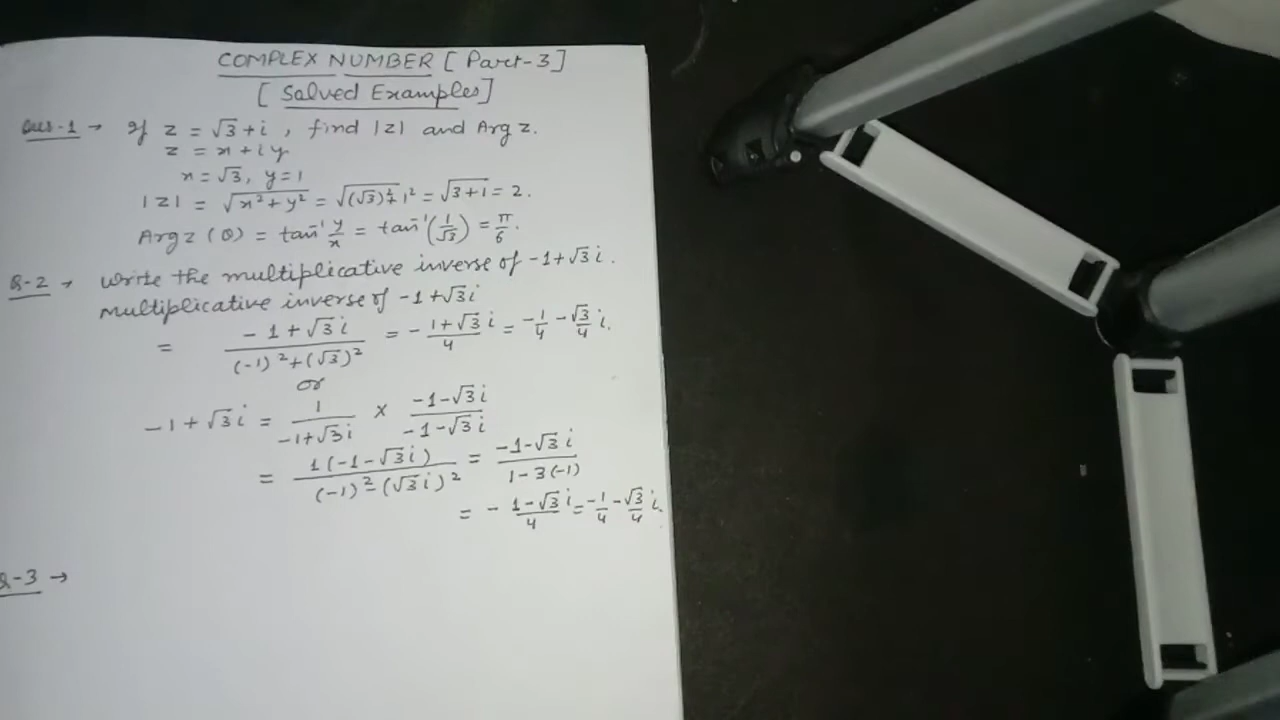 COMPLEX NUMBER [ Part-3 ]
[ Solved Examples ]
Que-1 → If z = √3 + i , find |z| and Arg z.
z = x + iy
x = √3, y = 1
|z| = √(x² + y²) = √((√3)² + 1²) = √(3+1) = 2.
Arg z (θ) = tan⁻¹ y/x = tan⁻¹(1/√3) = π/6.
Q-2 → Write the multiplicative inverse of -1+√3 i.
multiplicative inverse of -1+√3 i
= (-1+√3 i)/((-1)²+(√3)²) = -(1+√3 i)/4 = -1/4 - √3/4 i.
or
-1+√3 i = 1/(-1+√3 i) × (-1-√3 i)/(-1-√3 i)
= 1(-1-√3 i)/((-1)²-(√3 i)²) = (-1-√3 i)/(1-3(-1))
= -(1-√3 i)/4 = -1/4 - √3/4 i.
Q-3 →